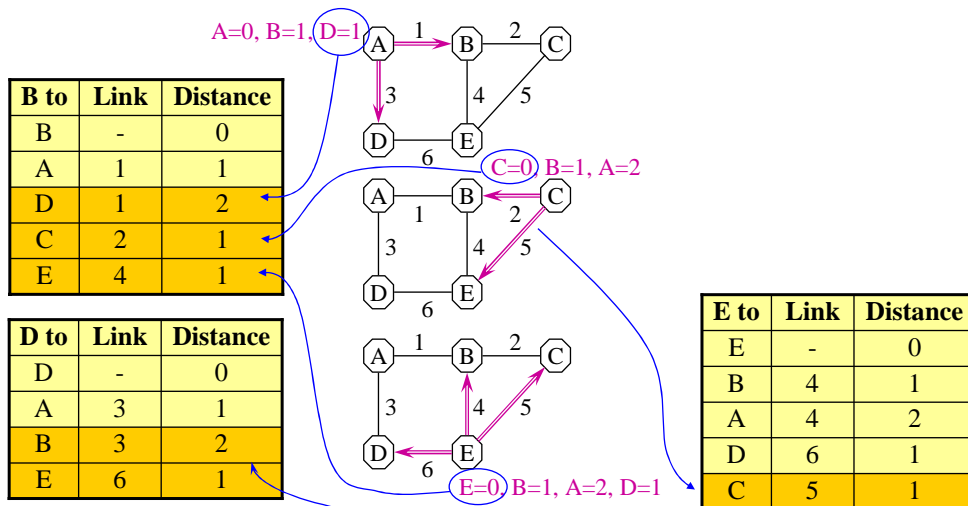 A=0, B=1, D=1
A 1 B 2 C
3 4 5
D 6 E
B to Link Distance
B - 0
A 1 1
D 1 2
C 2 1
E 4 1
C=0, B=1, A=2
A 1 B 2 C
3 4 5
D 6 E
D to Link Distance
D - 0
A 3 1
B 3 2
E 6 1
A 1 B 2 C
3 4 5
D 6 E
E=0, B=1, A=2, D=1
E to Link Distance
E - 0
B 4 1
A 4 2
D 6 1
C 5 1